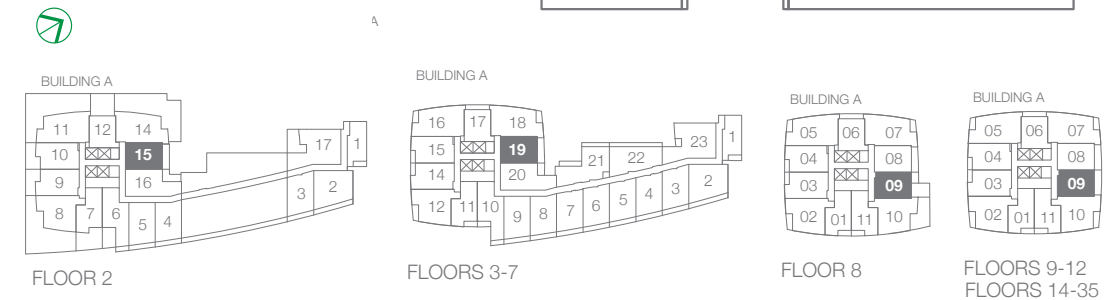 A
BUILDING A
11 12 14
10 15
9 16
8 7 6 5 4 3 2 17 1
FLOOR 2
BUILDING A
16 17 18
15 19
14 20
12 11 10 9 8 7 6 5 4 3 2 21 22 23 1
FLOORS 3-7
BUILDING A
05 06 07
04 08
03 09
02 01 11 10
FLOOR 8
BUILDING A
05 06 07
04 08
03 09
02 01 11 10
FLOORS 9-12
FLOORS 14-35